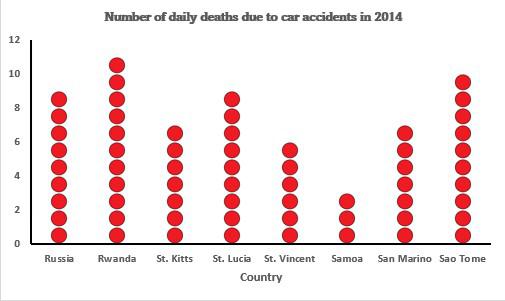 Number of daily deaths due to car accidents in 2014
12
10
8
6
4
2
0
Russia Rwanda St. Kitts St. Lucia St. Vincent Samoa San Marino Sao Tome
Country